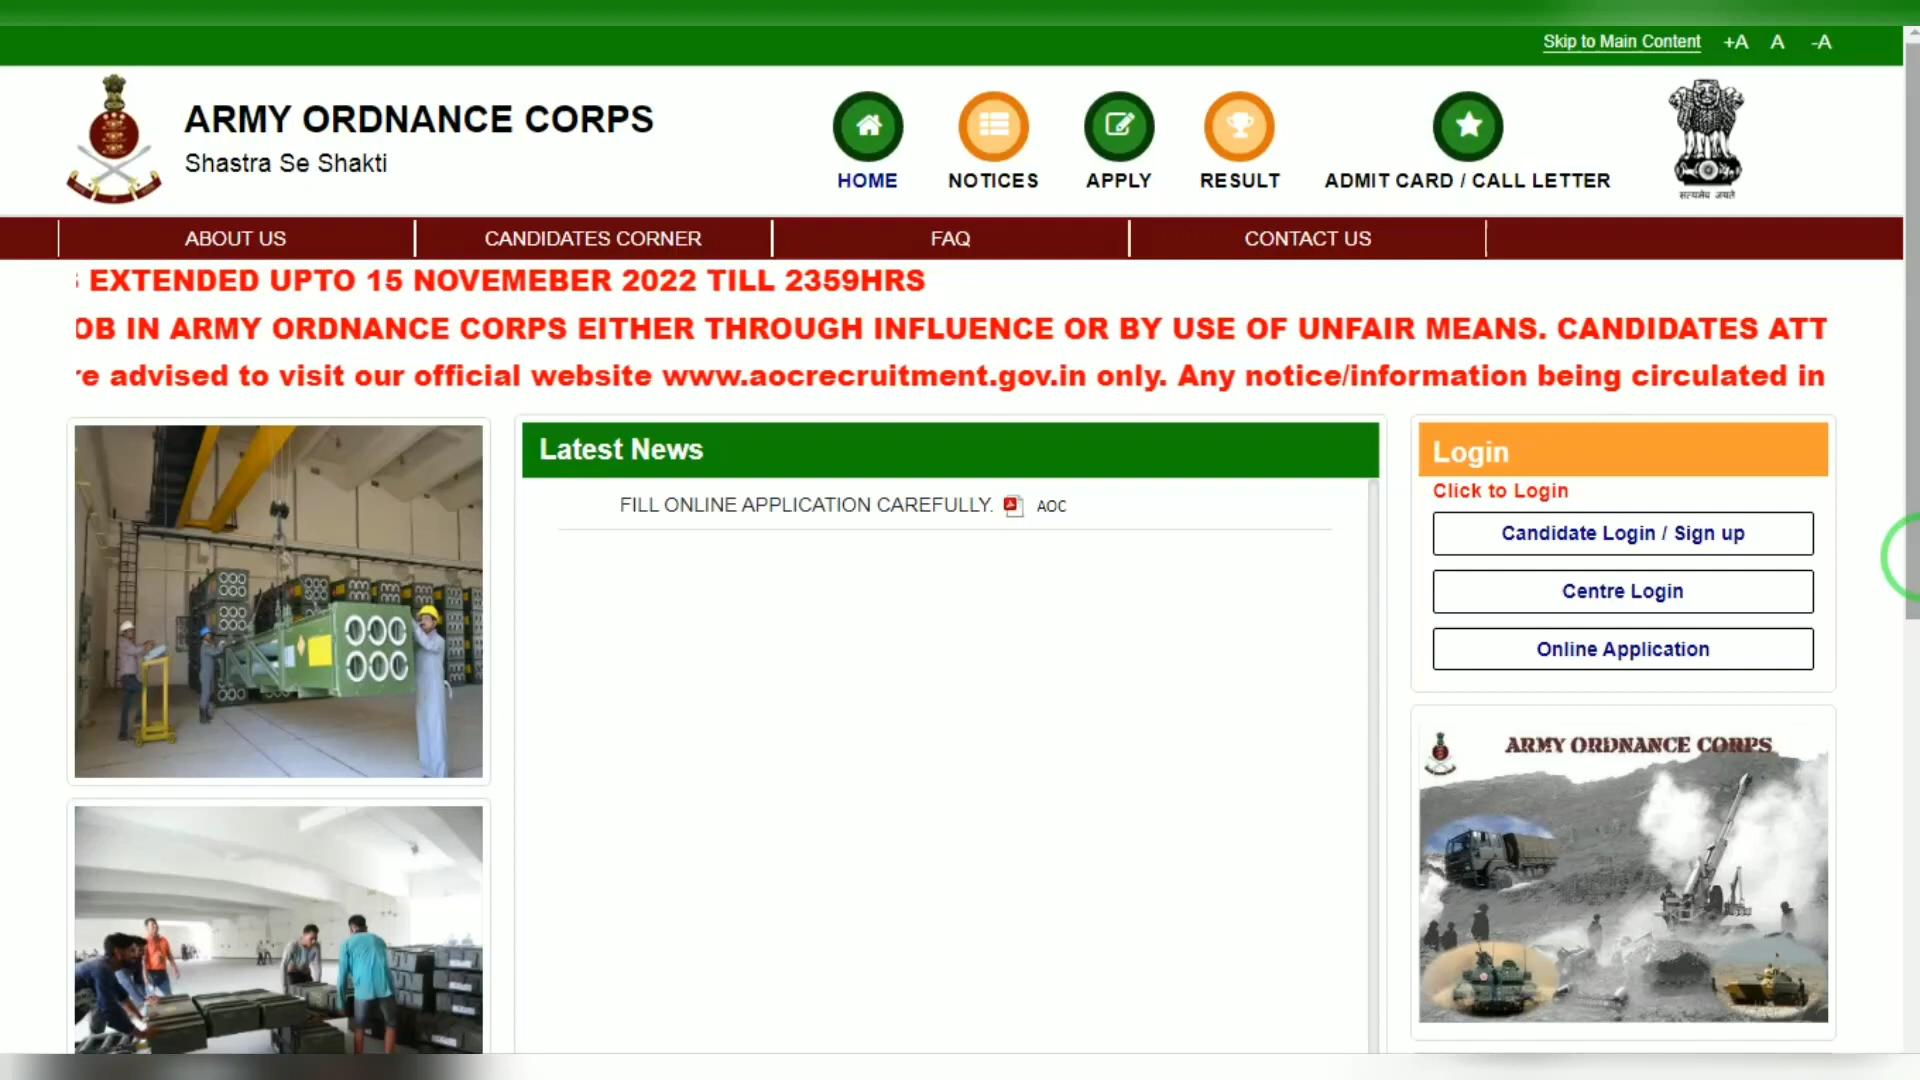 Skip to Main Content +A A -A
ARMY ORDNANCE CORPS
Shastra Se Shakti
HOME NOTICES APPLY RESULT ADMIT CARD / CALL LETTER
सत्यमेव जयते
ABOUT US CANDIDATES CORNER FAQ CONTACT US
EXTENDED UPTO 15 NOVEMEBER 2022 TILL 2359HRS
OB IN ARMY ORDNANCE CORPS EITHER THROUGH INFLUENCE OR BY USE OF UNFAIR MEANS. CANDIDATES ATT
re advised to visit our official website www.aocrecruitment.gov.in only. Any notice/information being circulated in
Latest News
FILL ONLINE APPLICATION CAREFULLY. AOC
Login
Click to Login
Candidate Login / Sign up
Centre Login
Online Application
ARMY ORDNANCE CORPS